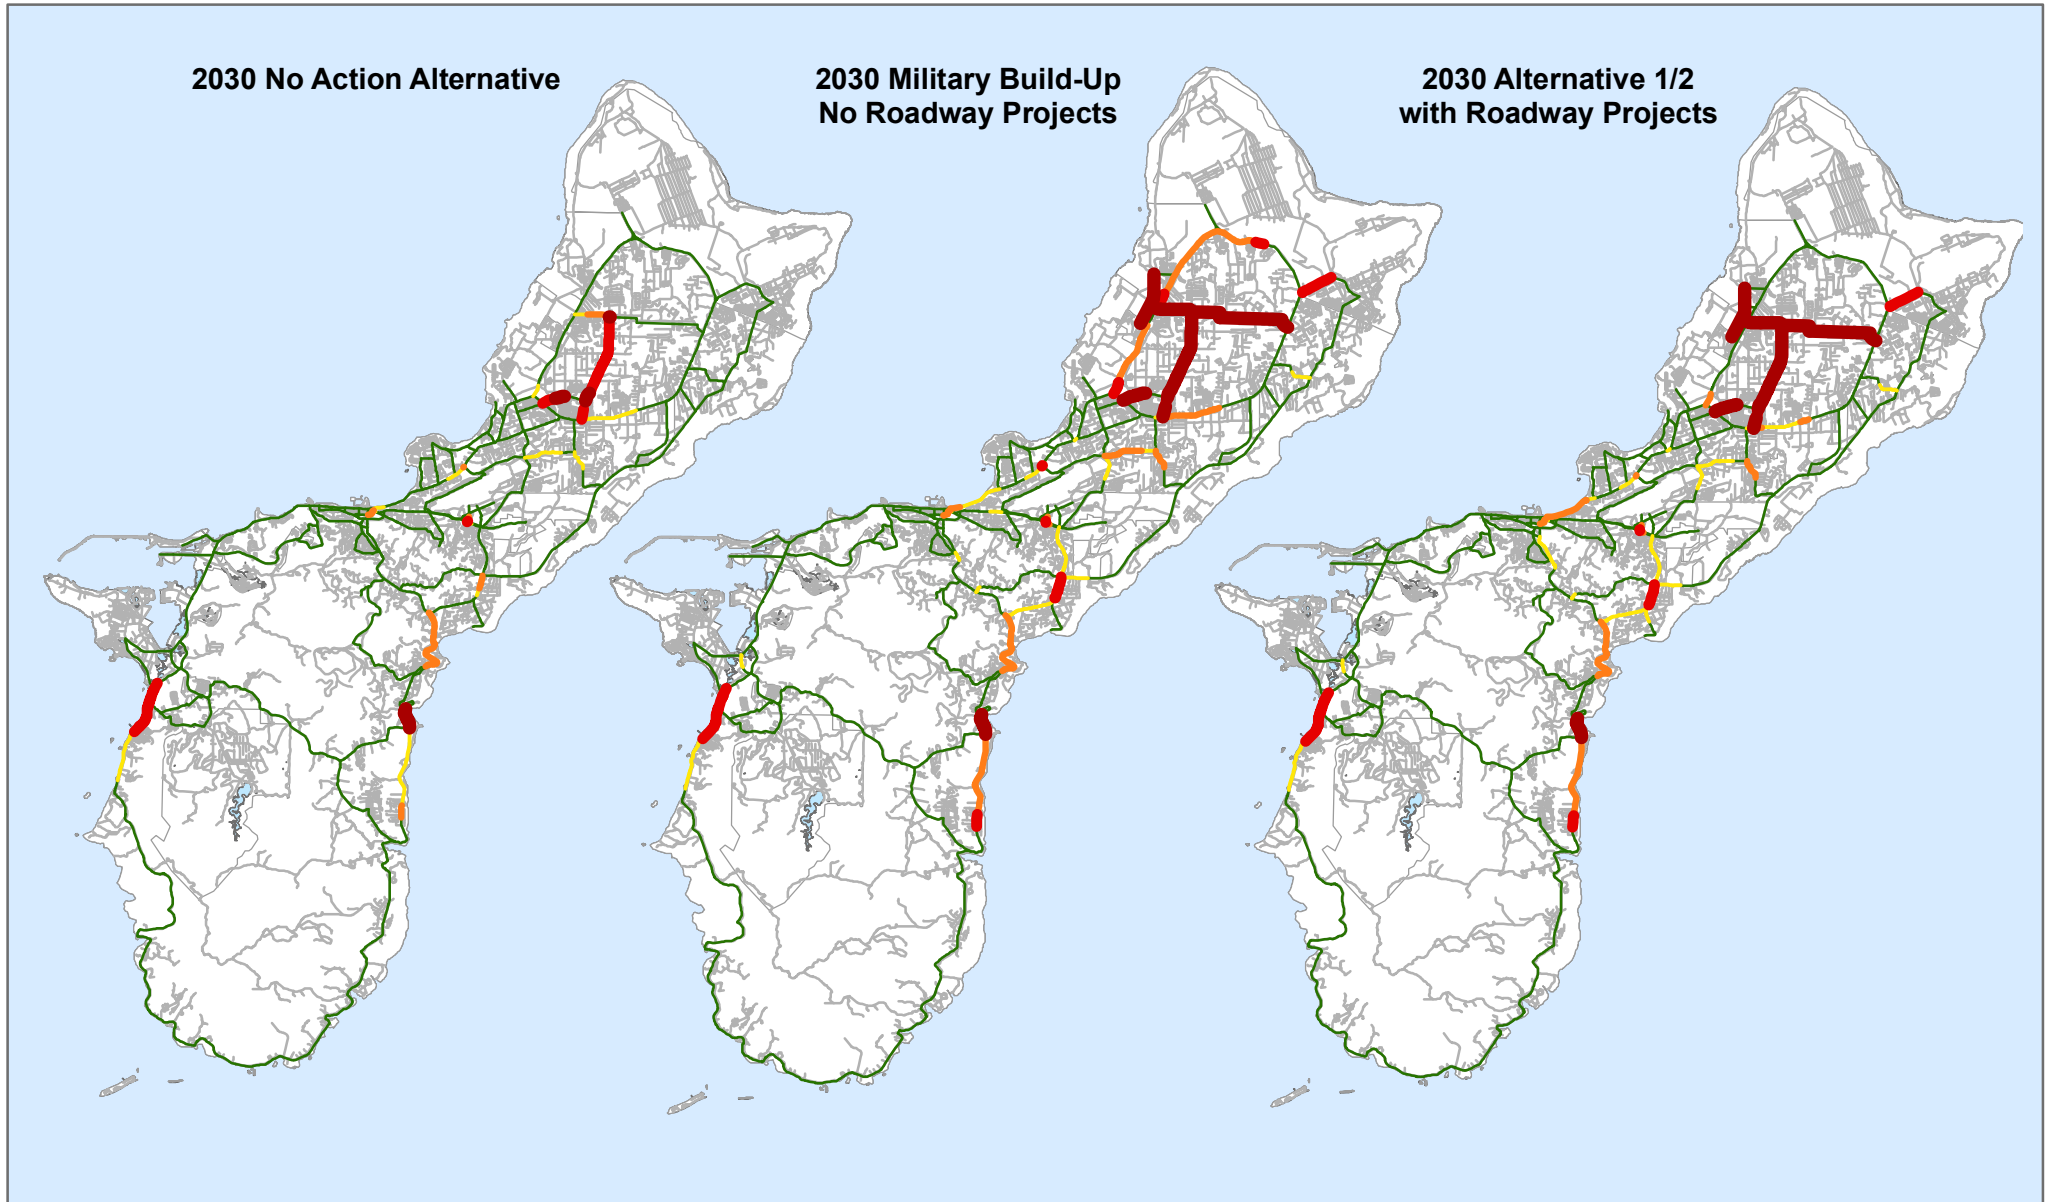 2030 No Action Alternative
2030 Military Build-Up
No Roadway Projects
2030 Alternative 1/2
with Roadway Projects